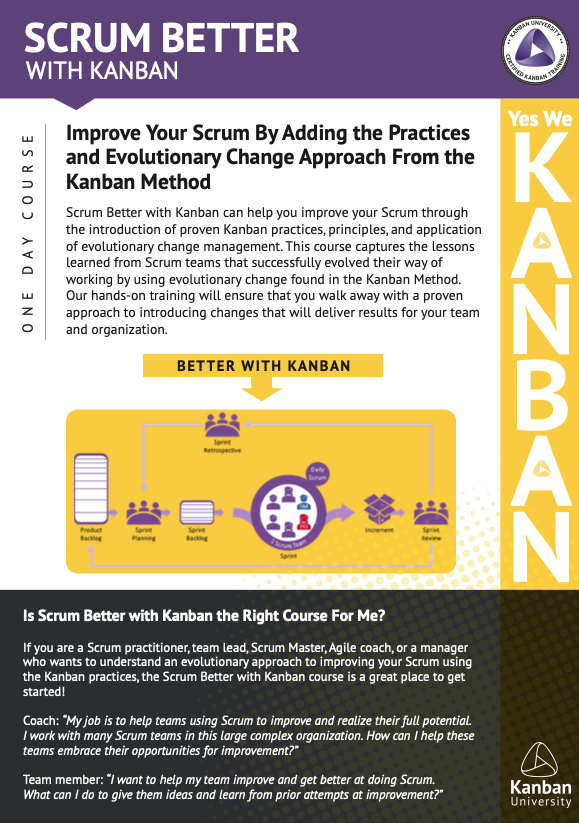 SCRUM BETTER
WITH KANBAN
KANBAN UNIVERSITY
CERTIFIED KANBAN TRAINING
Yes We
KANBAN
ONE DAY COURSE
Improve Your Scrum By Adding the Practices
and Evolutionary Change Approach From the
Kanban Method
Scrum Better with Kanban can help you improve your Scrum through
the introduction of proven Kanban practices, principles, and application
of evolutionary change management. This course captures the lessons
learned from Scrum teams that successfully evolved their way of
working by using evolutionary change found in the Kanban Method.
Our hands-on training will ensure that you walk away with a proven
approach to introducing changes that will deliver results for your team
and organization.
BETTER WITH KANBAN
Sprint
Retrospective
Daily
Scrum
SM
PO
Scrum Team
Product
Backlog
Sprint
Planning
Sprint
Backlog
Sprint
Increment
Sprint
Review
Is Scrum Better with Kanban the Right Course For Me?
If you are a Scrum practitioner, team lead, Scrum Master, Agile coach, or a manager
who wants to understand an evolutionary approach to improving your Scrum using
the Kanban practices, the Scrum Better with Kanban course is a great place to get
started!
Coach: “My job is to help teams using Scrum to improve and realize their full potential.
I work with many Scrum teams in this large complex organization. How can I help these
teams embrace their opportunities for improvement?”
Team member: “I want to help my team improve and get better at doing Scrum.
What can I do to give them ideas and learn from prior attempts at improvement?”
Kanban
University